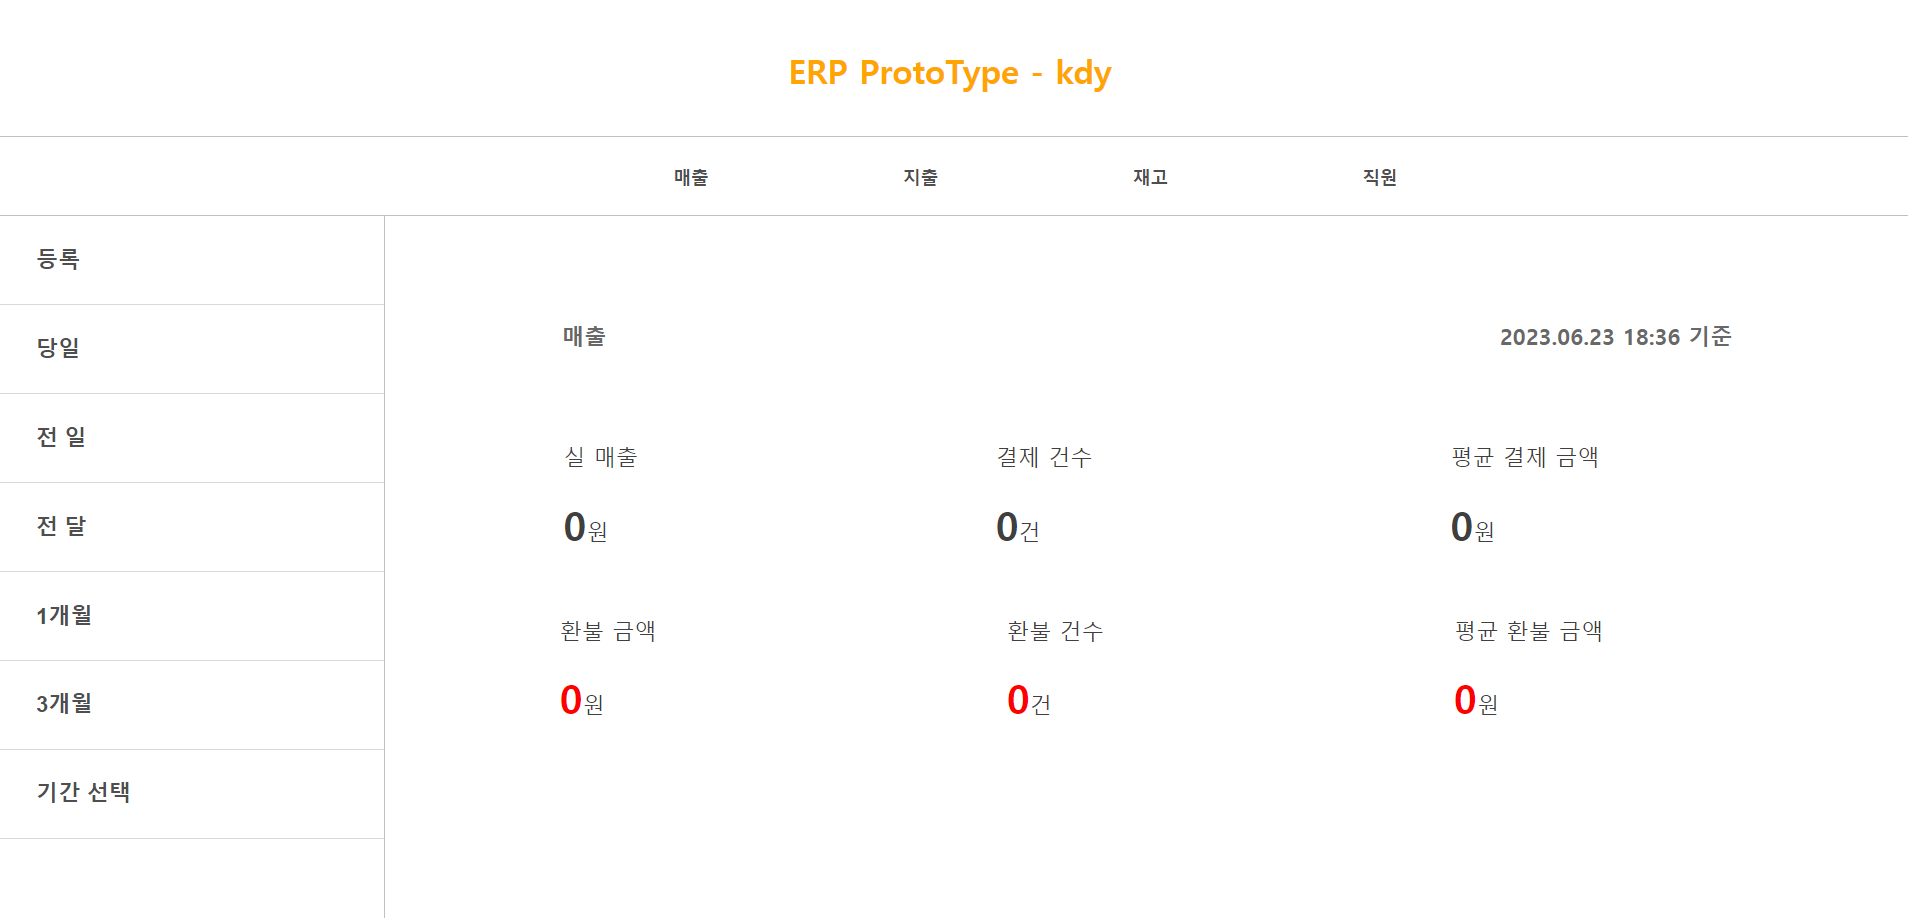 ERP ProtoType - kdy
매출 지출 재고 직원
등록
당일
전 일
전 달
1개월
3개월
기간 선택
매출 2023.06.23 18:36 기준
실 매출 결제 건수 평균 결제 금액
0원 0건 0원
환불 금액 환불 건수 평균 환불 금액
0원 0건 0원